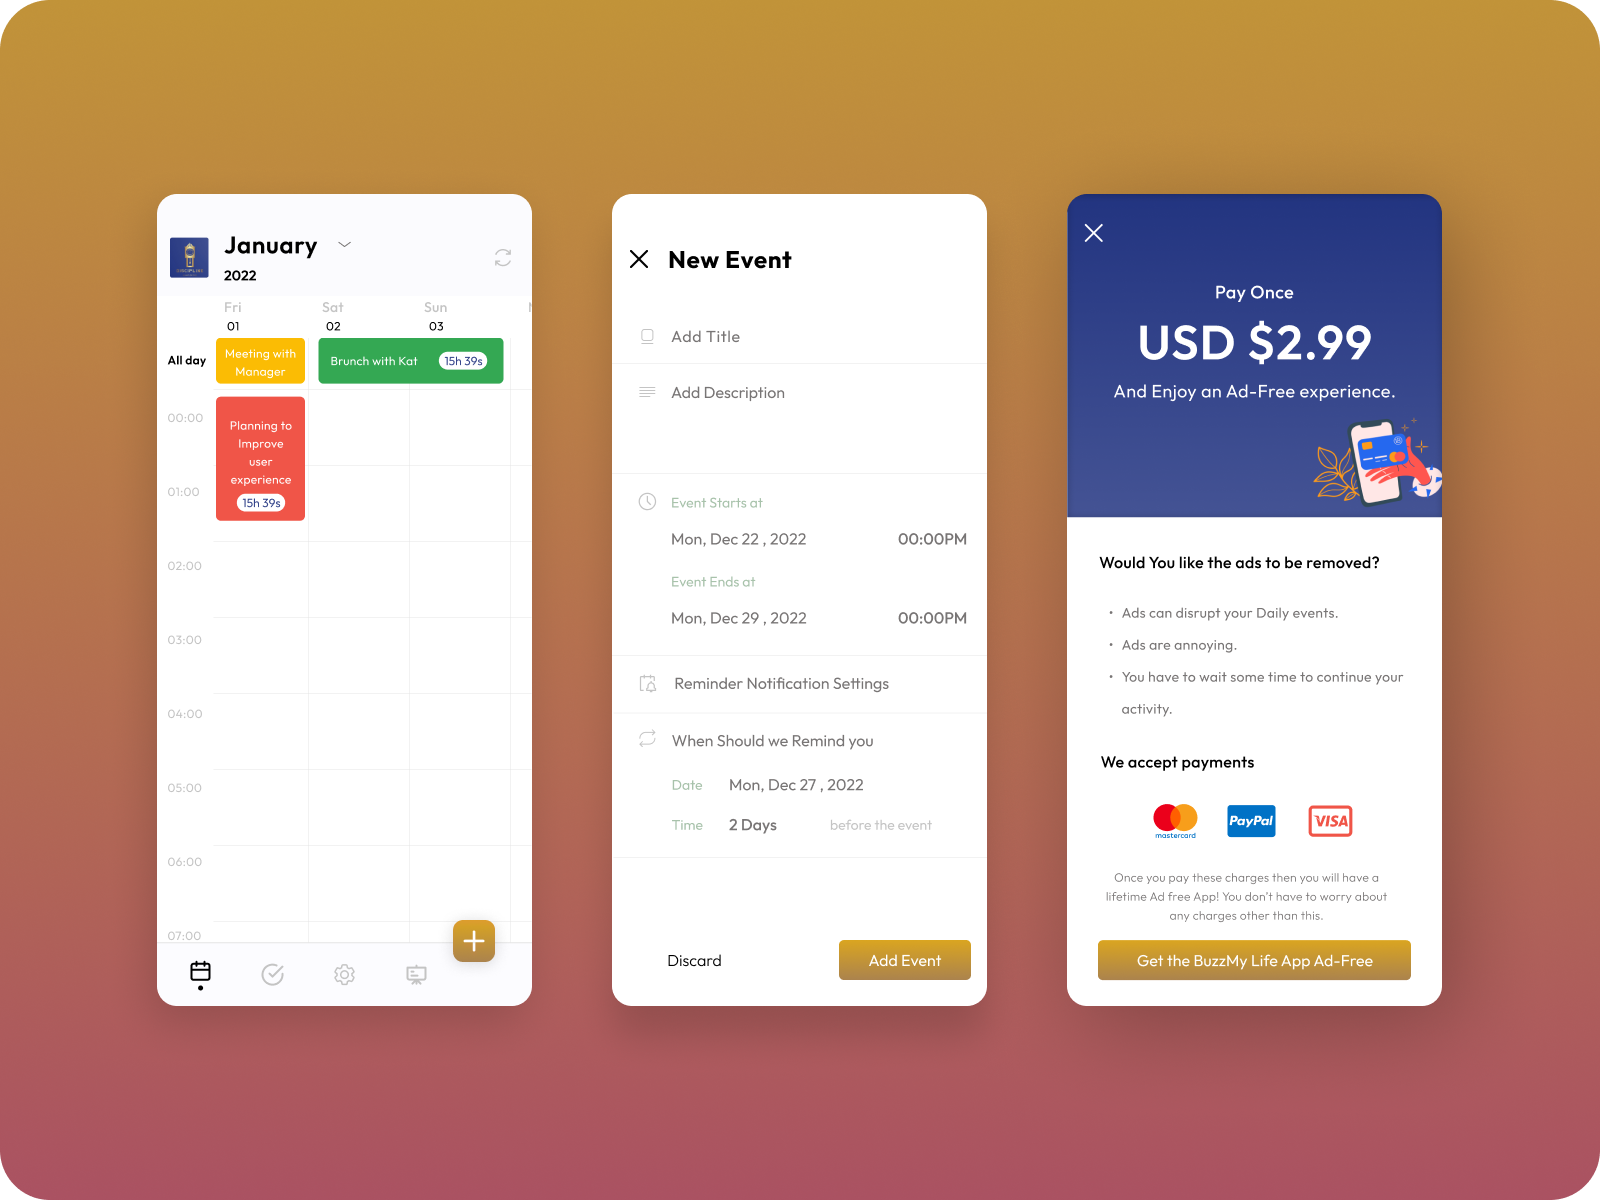 January
2022
Fri
Sat
Sun
01
02
03
All day
Meeting with
Manager
Brunch with Kat
15h 39s
00:00
Planning to
Improve
user
experience
15h 39s
01:00
02:00
03:00
04:00
05:00
06:00
07:00
New Event
Add Title
Add Description
Event Starts at
Mon, Dec 22 , 2022
00:00PM
Event Ends at
Mon, Dec 29 , 2022
00:00PM
Reminder Notification Settings
When Should we Remind you
Date
Mon, Dec 27 , 2022
Time
2 Days
before the event
Discard
Add Event
Pay Once
USD $2.99
And Enjoy an Ad-Free experience.
Would You like the ads to be removed?
• Ads can disrupt your Daily events.
• Ads are annoying.
• You have to wait some time to continue your
activity.
We accept payments
mastercard
PayPal
VISA
Once you pay these charges then you will have a
lifetime Ad free App! You don't have to worry about
any charges other than this.
Get the BuzzMy Life App Ad-Free